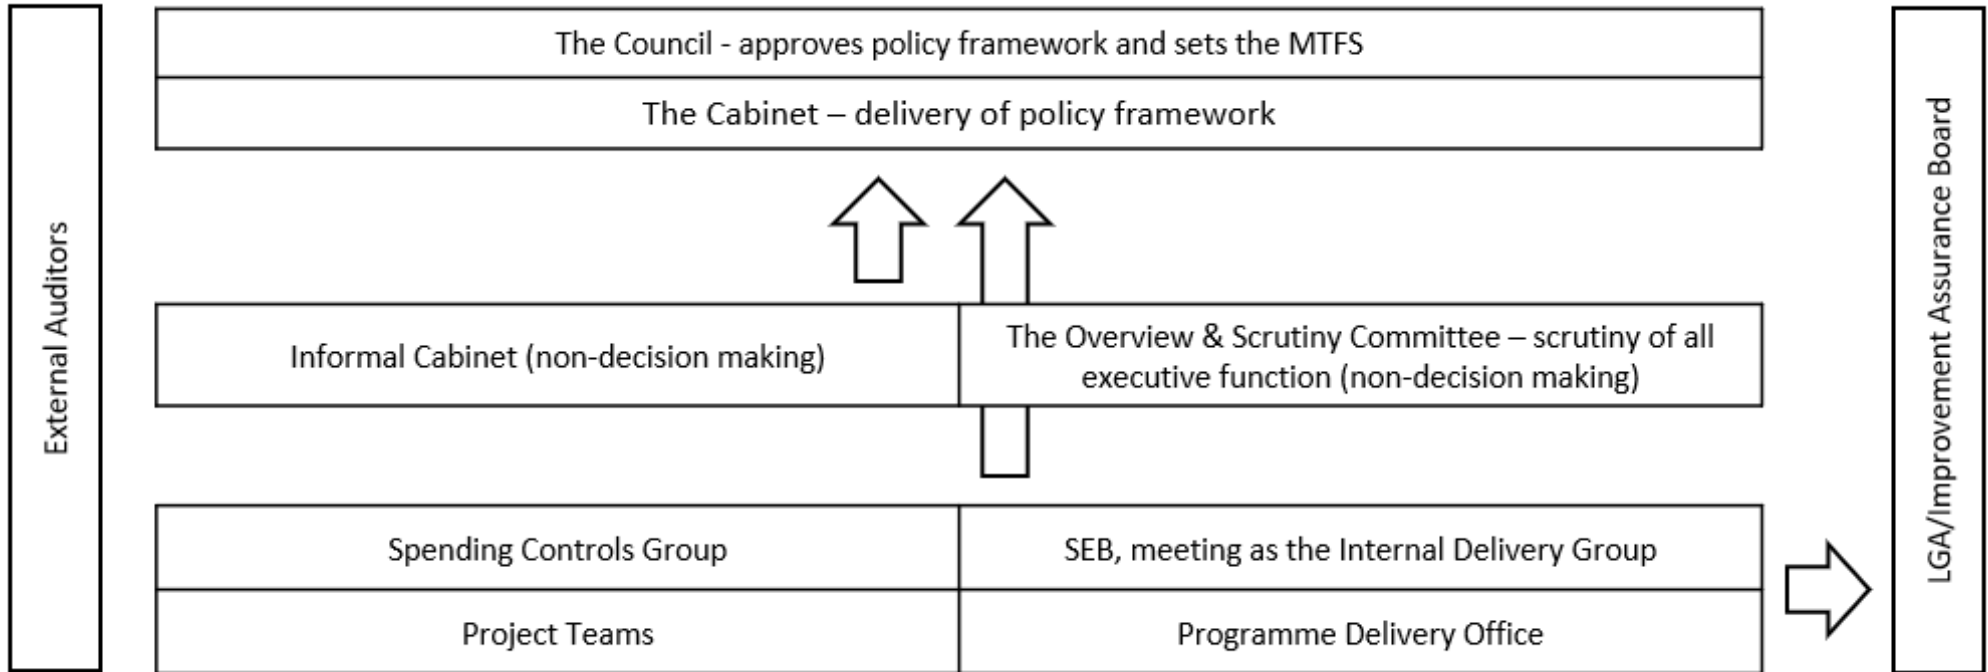 External Auditors
The Council - approves policy framework and sets the MTFS
The Cabinet – delivery of policy framework
Informal Cabinet (non-decision making)
The Overview & Scrutiny Committee – scrutiny of all
executive function (non-decision making)
Spending Controls Group
SEB, meeting as the Internal Delivery Group
Project Teams
Programme Delivery Office
LGA/Improvement Assurance Board